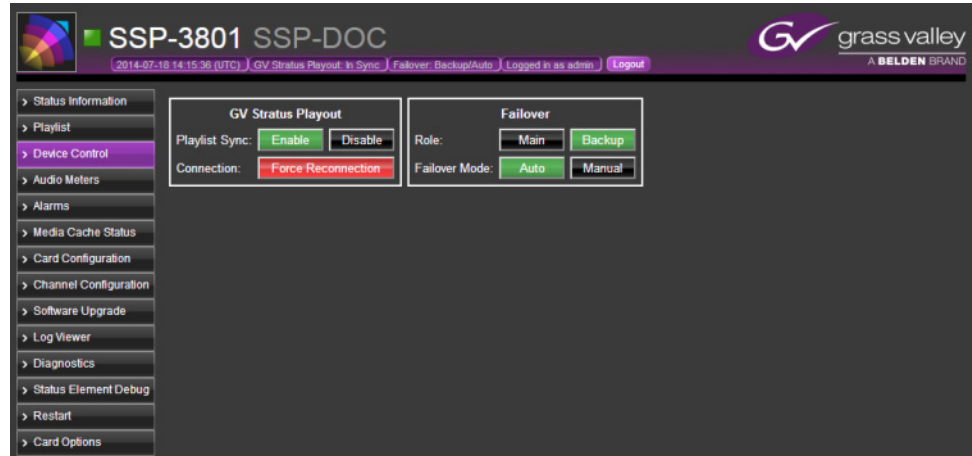 SSP-3801 SSP-DOC
2014-07-18 14:15:36 (UTC) GV Stratus Playout: In Sync Failover: Backup/Auto Logged in as admin Logout
GV grass valley
A BELDEN BRAND
> Status Information
> Playlist
> Device Control
> Audio Meters
> Alarms
> Media Cache Status
> Card Configuration
> Channel Configuration
> Software Upgrade
> Log Viewer
> Diagnostics
> Status Element Debug
> Restart
> Card Options
GV Stratus Playout
Playlist Sync: Enable Disable
Connection: Force Reconnection
Failover
Role: Main Backup
Failover Mode: Auto Manual